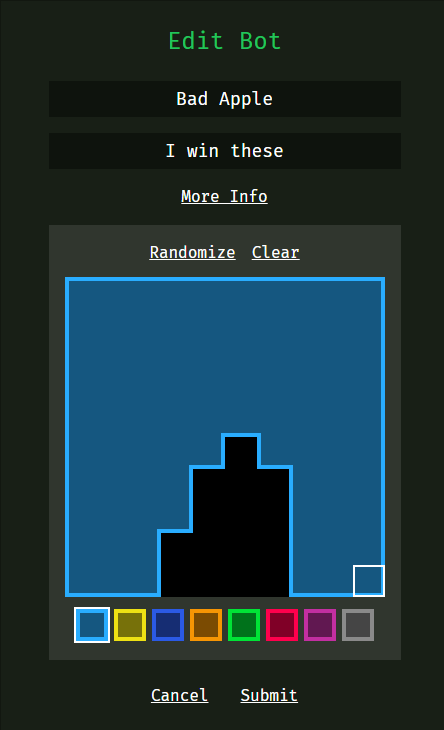 Edit Bot
Bad Apple
I win these
More Info
Randomize Clear
Cancel Submit